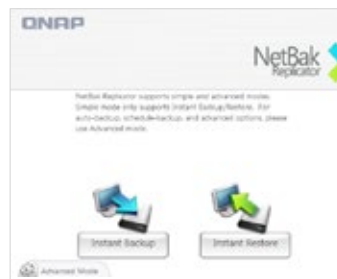 QNAP
NetBak
Replicator
NetBak Replicator supports simple and advanced modes.
Simple mode only supports Instant Backup/Restore. For
auto-backup, schedule-backup, and advanced options, please
use Advanced mode.
Instant Backup
Instant Restore
Advanced Mode